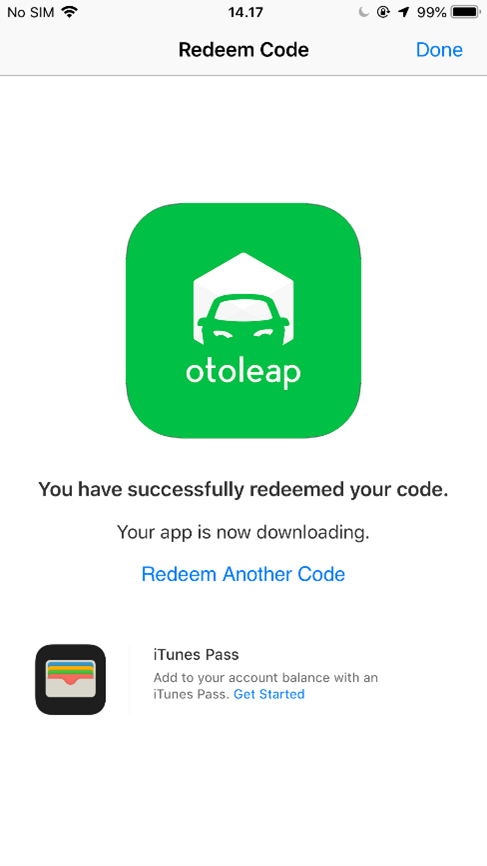 No SIM 14.17 99%
Redeem Code Done
otoleap
You have successfully redeemed your code.
Your app is now downloading.
Redeem Another Code
iTunes Pass
Add to your account balance with an
iTunes Pass. Get Started